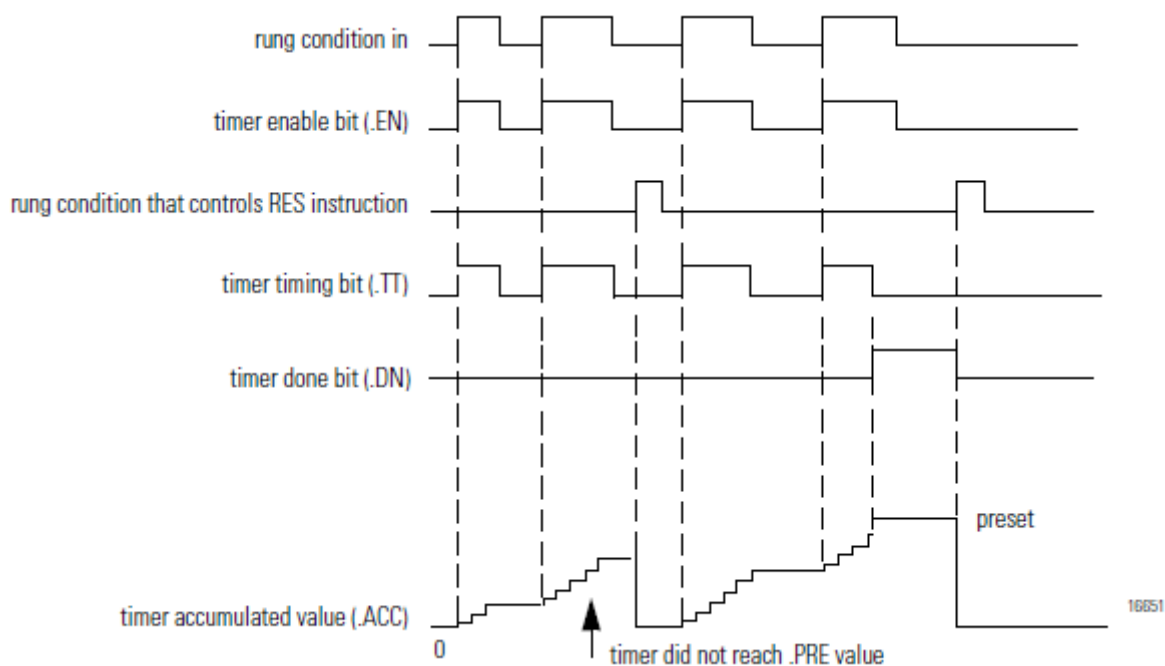 rung condition in
timer enable bit (.EN)
rung condition that controls RES instruction
timer timing bit (.TT)
timer done bit (.DN)
preset
timer accumulated value (.ACC)
16651
0
timer did not reach .PRE value